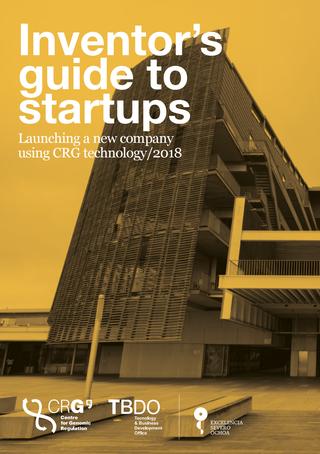 Inventor's
guide to
startups
Launching a new company
using CRG technology/2018
CRG
Centre
for Genomic
Regulation
TBDO
Tecnology
& Business
Development
Office
EXCELENCIA
SEVERO
OCHOA